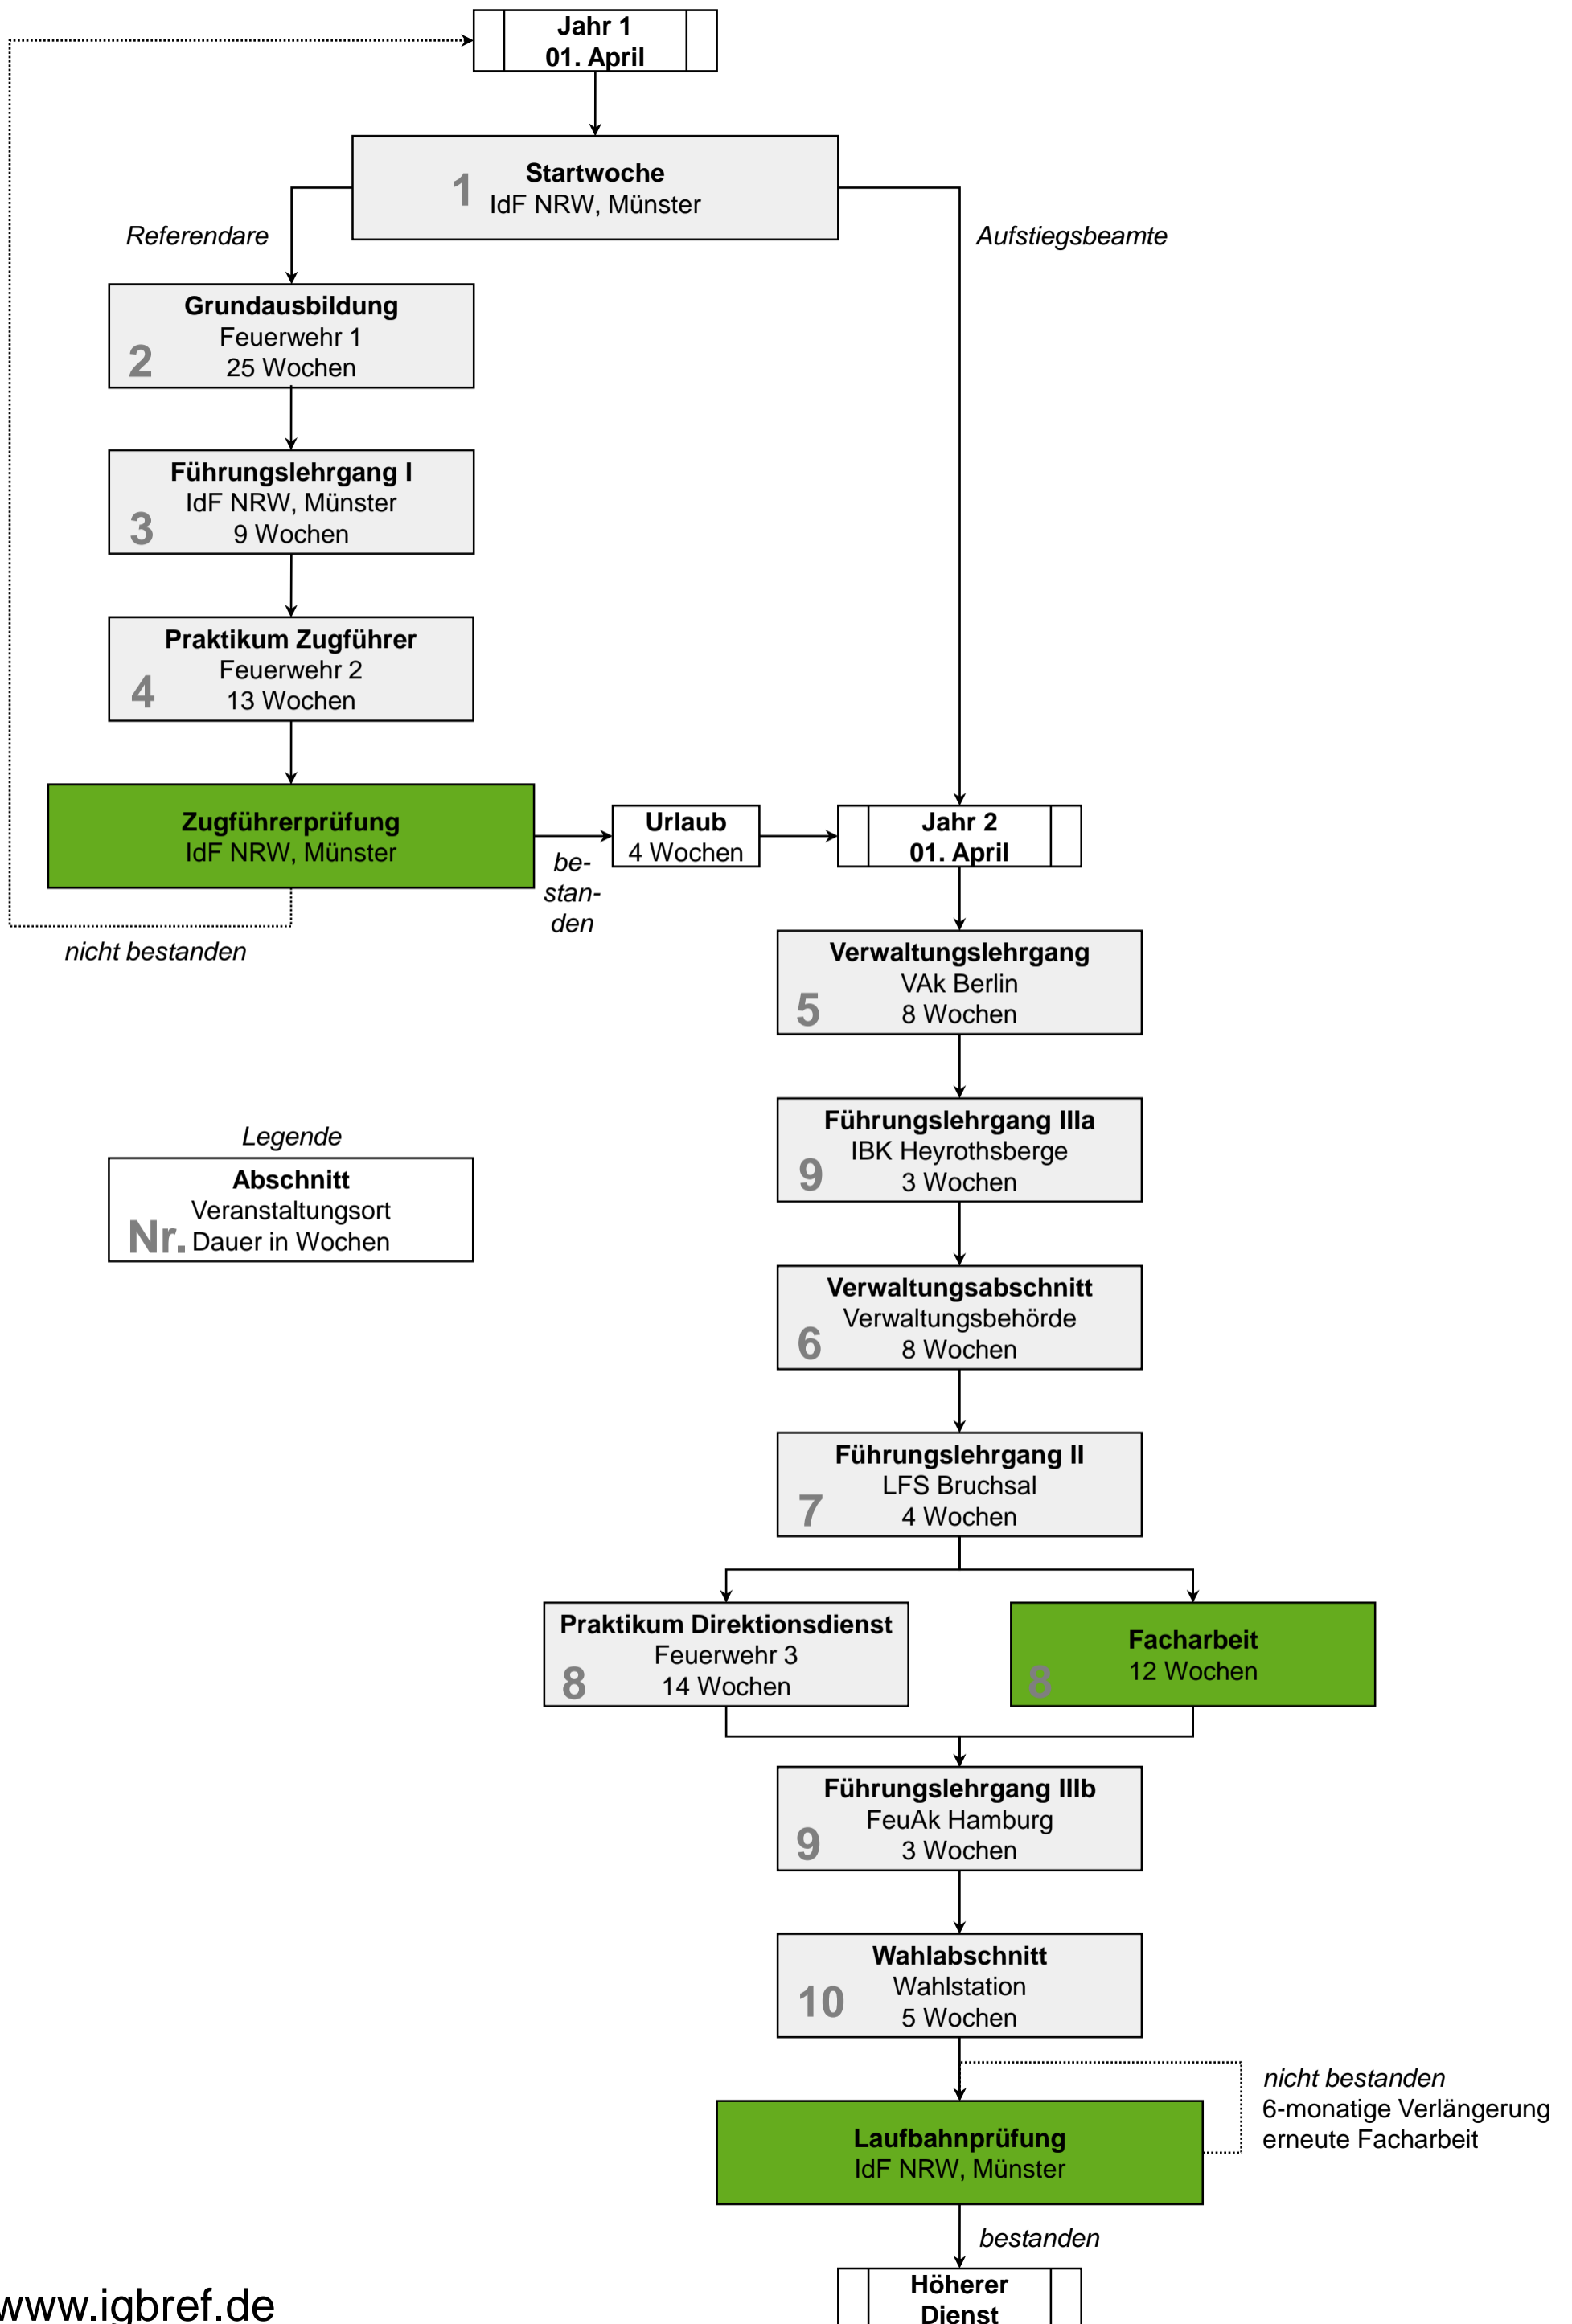 Jahr 1
01. April
1
Startwoche
IdF NRW, Münster
Referendare
Aufstiegsbeamte
2
Grundausbildung
Feuerwehr 1
25 Wochen
3
Führungslehrgang I
IdF NRW, Münster
9 Wochen
4
Praktikum Zugführer
Feuerwehr 2
13 Wochen
Zugführerprüfung
IdF NRW, Münster
nicht bestanden
be-
stan-
den
Urlaub
4 Wochen
Jahr 2
01. April
5
Verwaltungslehrgang
VAk Berlin
8 Wochen
Legende
Nr.
Abschnitt
Veranstaltungsort
Dauer in Wochen
9
Führungslehrgang IIIa
IBK Heyrothsberge
3 Wochen
6
Verwaltungsabschnitt
Verwaltungsbehörde
8 Wochen
7
Führungslehrgang II
LFS Bruchsal
4 Wochen
8
Praktikum Direktionsdienst
Feuerwehr 3
14 Wochen
8
Facharbeit
12 Wochen
9
Führungslehrgang IIIb
FeuAk Hamburg
3 Wochen
10
Wahlabschnitt
Wahlstation
5 Wochen
nicht bestanden
6-monatige Verlängerung
erneute Facharbeit
Laufbahnprüfung
IdF NRW, Münster
bestanden
Höherer
Dienst
www.igbref.de